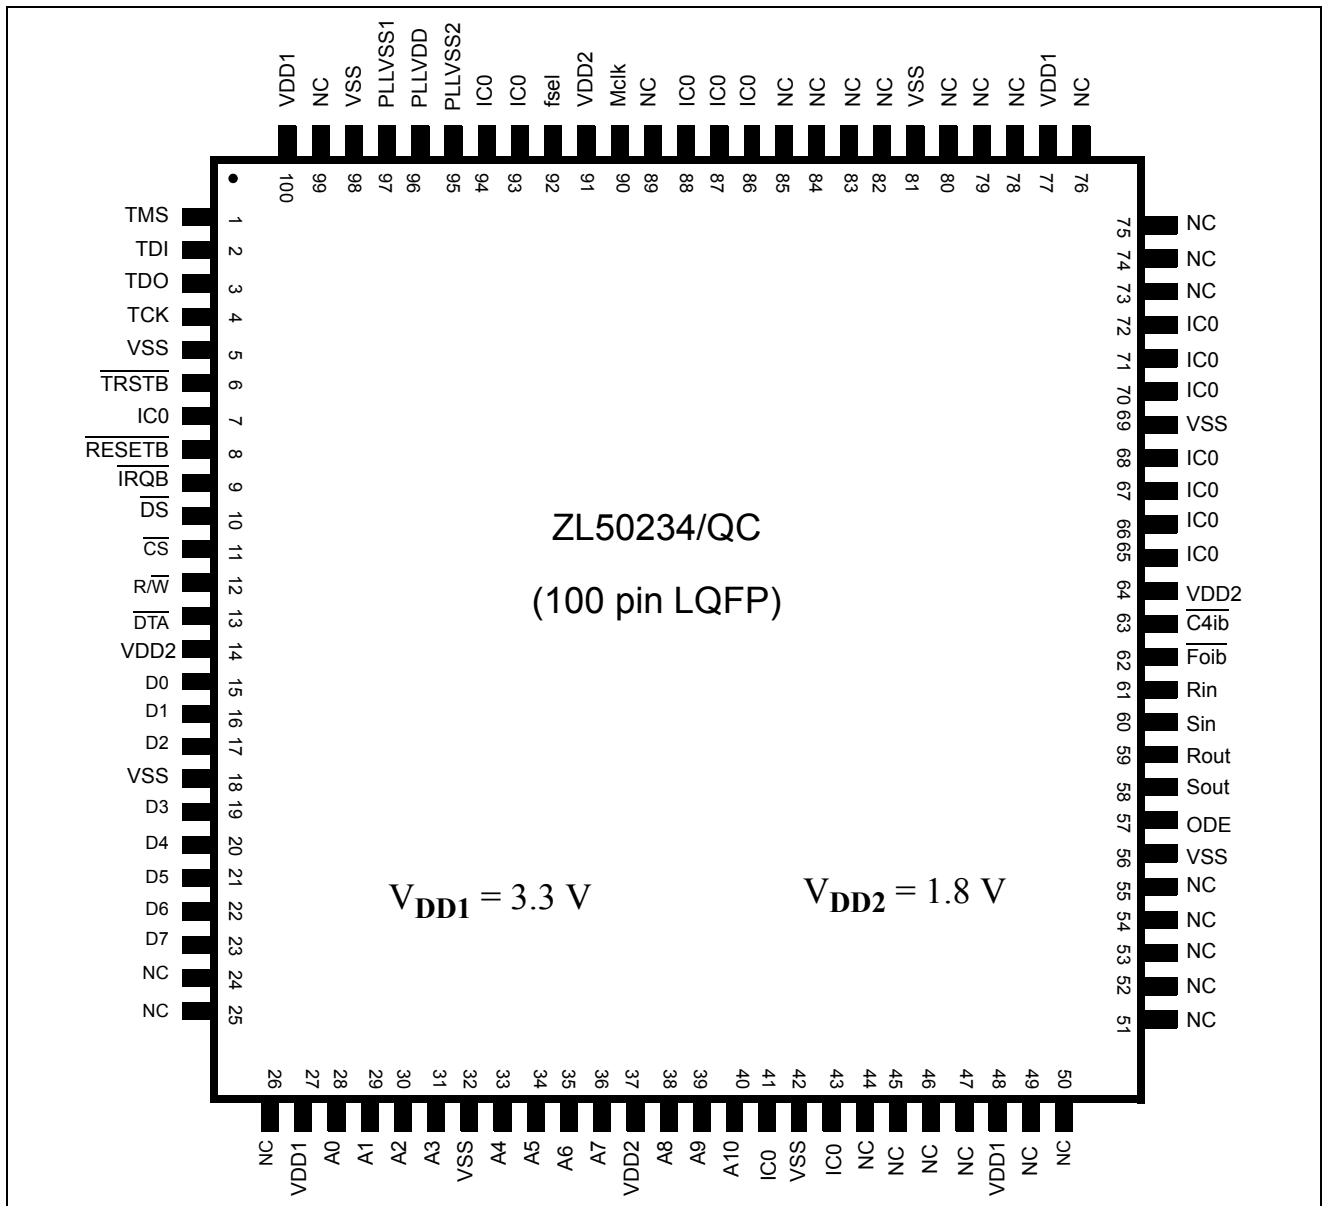 VDD1 NC VSS PLLVSS1 PLLVDD PLLVSS2 IC0 IC0 fsel VDD2 Mclk NC IC0 IC0 IC0 NC NC NC NC VSS NC NC NC VDD1 NC
100 99 98 97 96 95 94 93 92 91 90 89 88 87 86 85 84 83 82 81 80 79 78 77 76
TMS 1
TDI 2
TDO 3
TCK 4
VSS 5
TRSTB 6
IC0 7
RESETB 8
IRQB 9
DS 10
CS 11
R/W 12
DTA 13
VDD2 14
D0 15
D1 16
D2 17
VSS 18
D3 19
D4 20
D5 21
D6 22
D7 23
NC 24
NC 25
75 NC
74 NC
73 NC
72 IC0
71 IC0
70 IC0
69 VSS
68 IC0
67 IC0
66 IC0
65 IC0
64 VDD2
63 C4ib
62 Foib
61 Rin
60 Sin
59 Rout
58 Sout
57 ODE
56 VSS
55 NC
54 NC
53 NC
52 NC
51 NC
ZL50234/QC
(100 pin LQFP)
VDD1 = 3.3 V
VDD2 = 1.8 V
26 27 28 29 30 31 32 33 34 35 36 37 38 39 40 41 42 43 44 45 46 47 48 49 50
NC VDD1 A0 A1 A2 A3 VSS A4 A5 A6 A7 VDD2 A8 A9 A10 IC0 VSS IC0 NC NC NC NC VDD1 NC NC